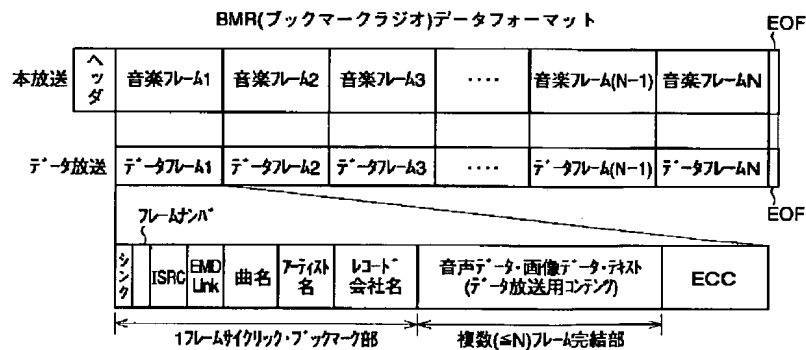 BMR(ブックマークラジオ)データフォーマット
EOF
本放送 ヘッダ 音楽フレーム1 音楽フレーム2 音楽フレーム3 ‥‥ 音楽フレーム(N-1) 音楽フレームN
データ放送 データフレーム1 データフレーム2 データフレーム3 ‥‥ データフレーム(N-1) データフレームN
EOF
フレームナンバ
シンク ISRC EMD Link 曲名 アーティスト名 レコード会社名 音声データ・画像データ・テキスト (データ放送用コンテンツ) ECC
1フレームサイクリック・ブックマーク部 複数(≦N)フレーム完結部